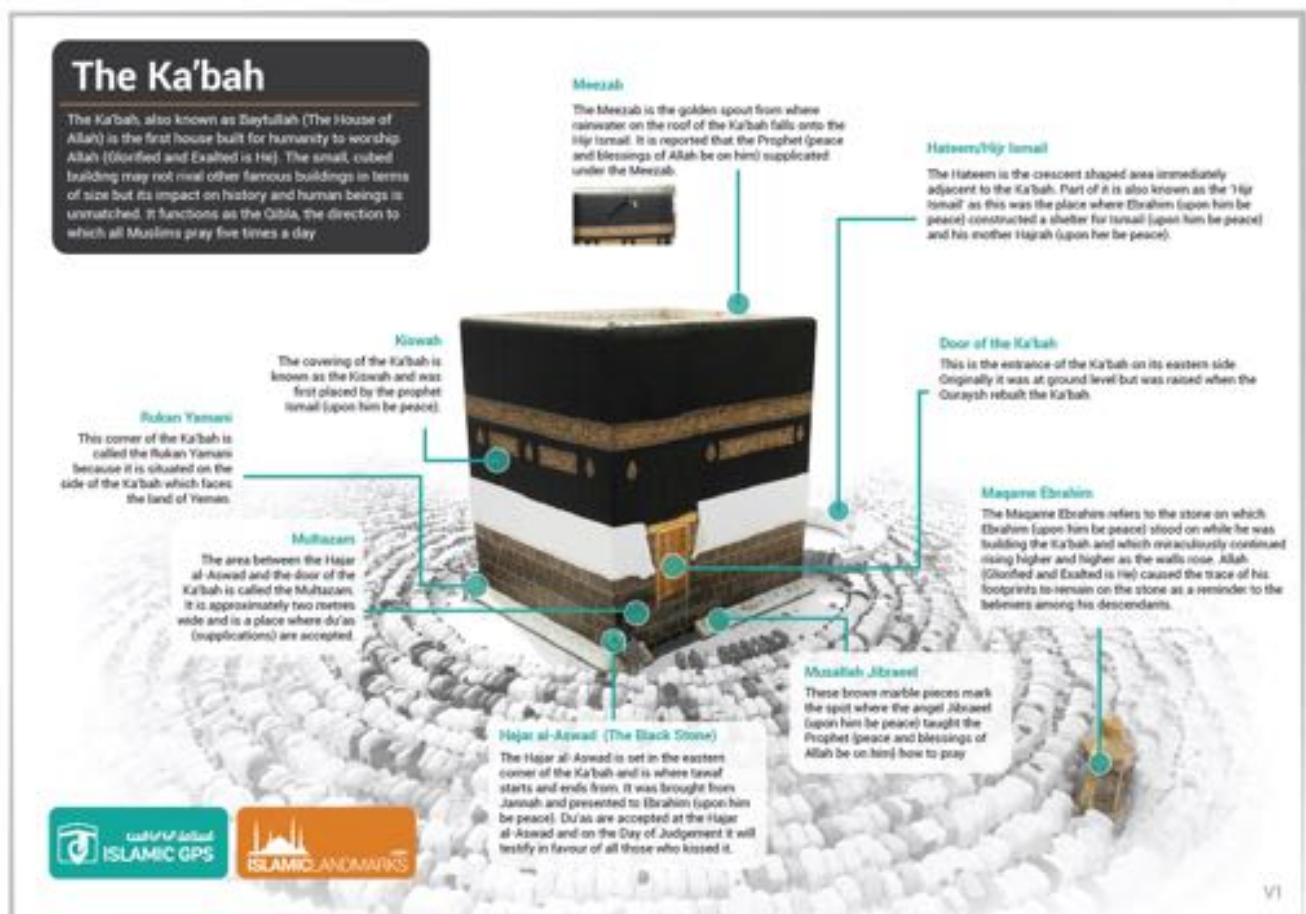 The Ka'bah
The Ka'bah, also known as Baytullah (The House of
Allah) is the first house built for humanity to worship
Allah (Glorified and Exalted is He). The small, cubed
building may not rival other famous buildings in terms
of size but its impact on history and human beings is
unmatched. It functions as the Qibla, the direction to
which all Muslims pray five times a day
Meezab
The Meezab is the golden spout from where
rainwater on the roof of the Ka'bah falls onto the
Hijr Ismail. It is reported that the Prophet (peace
and blessings of Allah be on him) supplicated
under the Meezab.
Hateem/Hijr Ismail
The Hateem is the crescent shaped area immediately
adjacent to the Ka'bah. Part of it is also known as the 'Hijr
Ismail' as this was the place where Ebrahim (upon him be
peace) constructed a shelter for Ismail (upon him be peace)
and his mother Hajrah (upon her be peace).
Kiswah
The covering of the Ka'bah is
known as the Kiswah and was
first placed by the prophet
Ismail (upon him be peace).
Door of the Ka'bah
This is the entrance of the Ka'bah on its eastern side
Originally it was at ground level but was raised when the
Quraysh rebuilt the Ka'bah.
Rukan Yamani
This corner of the Ka'bah is
called the Rukan Yamani
because it is situated on the
side of the Ka'bah which faces
the land of Yemen.
Maqame Ebrahim
The Maqame Ebrahim refers to the stone on which
Ebrahim (upon him be peace) stood on while he was
building the Ka'bah and which miraculously continued
rising higher and higher as the walls rose. Allah
(Glorified and Exalted is He) caused the trace of his
footprints to remain on the stone as a reminder to the
believers among his descendants.
Multazam
The area between the Hajar
al-Aswad and the door of the
Ka'bah is called the Multazam.
It is approximately two metres
wide and is a place where du'as
(supplications) are accepted.
Musallah Jibraeel
These brown marble pieces mark
the spot where the angel Jibraeel
(upon him be peace) taught the
Prophet (peace and blessings of
Allah be on him) how to pray
Hajar al-Aswad (The Black Stone)
The Hajar al-Aswad is set in the eastern
corner of the Ka'bah and is where tawaf
starts and ends from. It was brought from
Jannah and presented to Ebrahim (upon him
be peace). Du'as are accepted at the Hajar
al-Aswad and on the Day of Judgement it will
testify in favour of all those who kissed it.
ISLAMIC GPS
ISLAMICLANDMARKS
V1